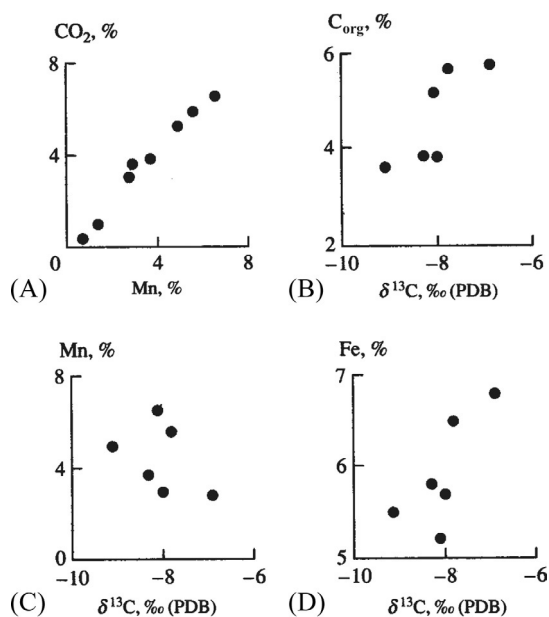 CO₂, %
8
4
0
4
8
(A)
Mn, %
C_org, %
6
4
2
−10
−8
−6
(B)
δ¹³C, ‰ (PDB)
Mn, %
8
4
0
−10
−8
−6
(C)
δ¹³C, ‰ (PDB)
Fe, %
7
6
5
−10
−8
−6
(D)
δ¹³C, ‰ (PDB)